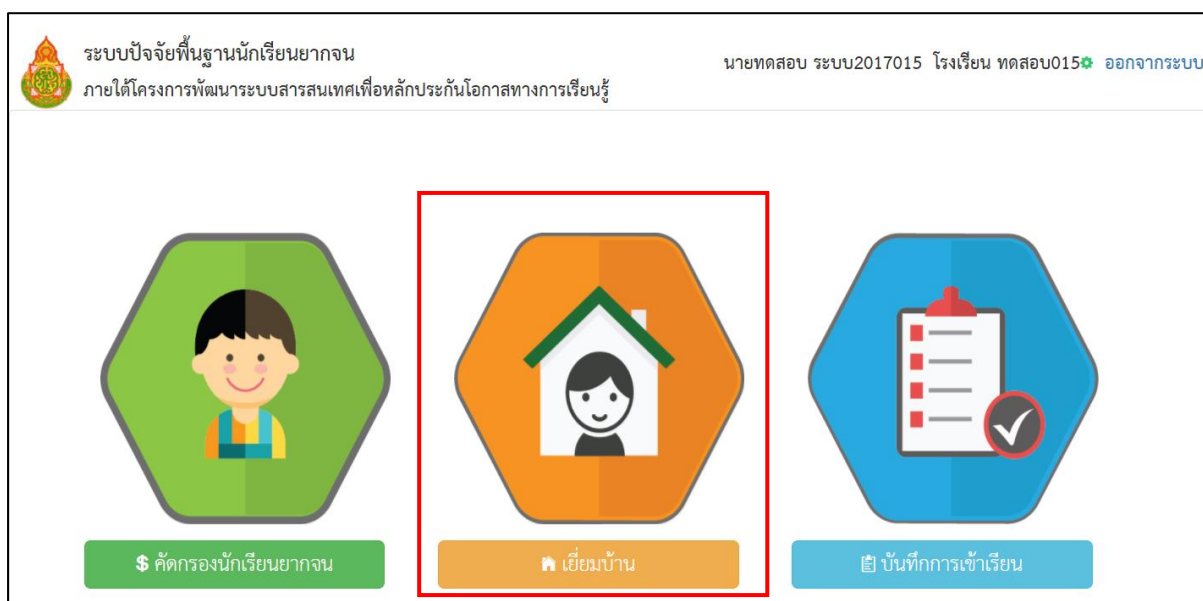 ระบบปัจจัยพื้นฐานนักเรียนยากจน
ภายใต้โครงการพัฒนาระบบสารสนเทศเพื่อหลักประกันโอกาสทางการเรียนรู้
นายทดสอบ ระบบ2017015 โรงเรียน ทดสอบ015 ออกจากระบบ
$ คัดกรองนักเรียนยากจน
เยี่ยมบ้าน
บันทึกการเข้าเรียน